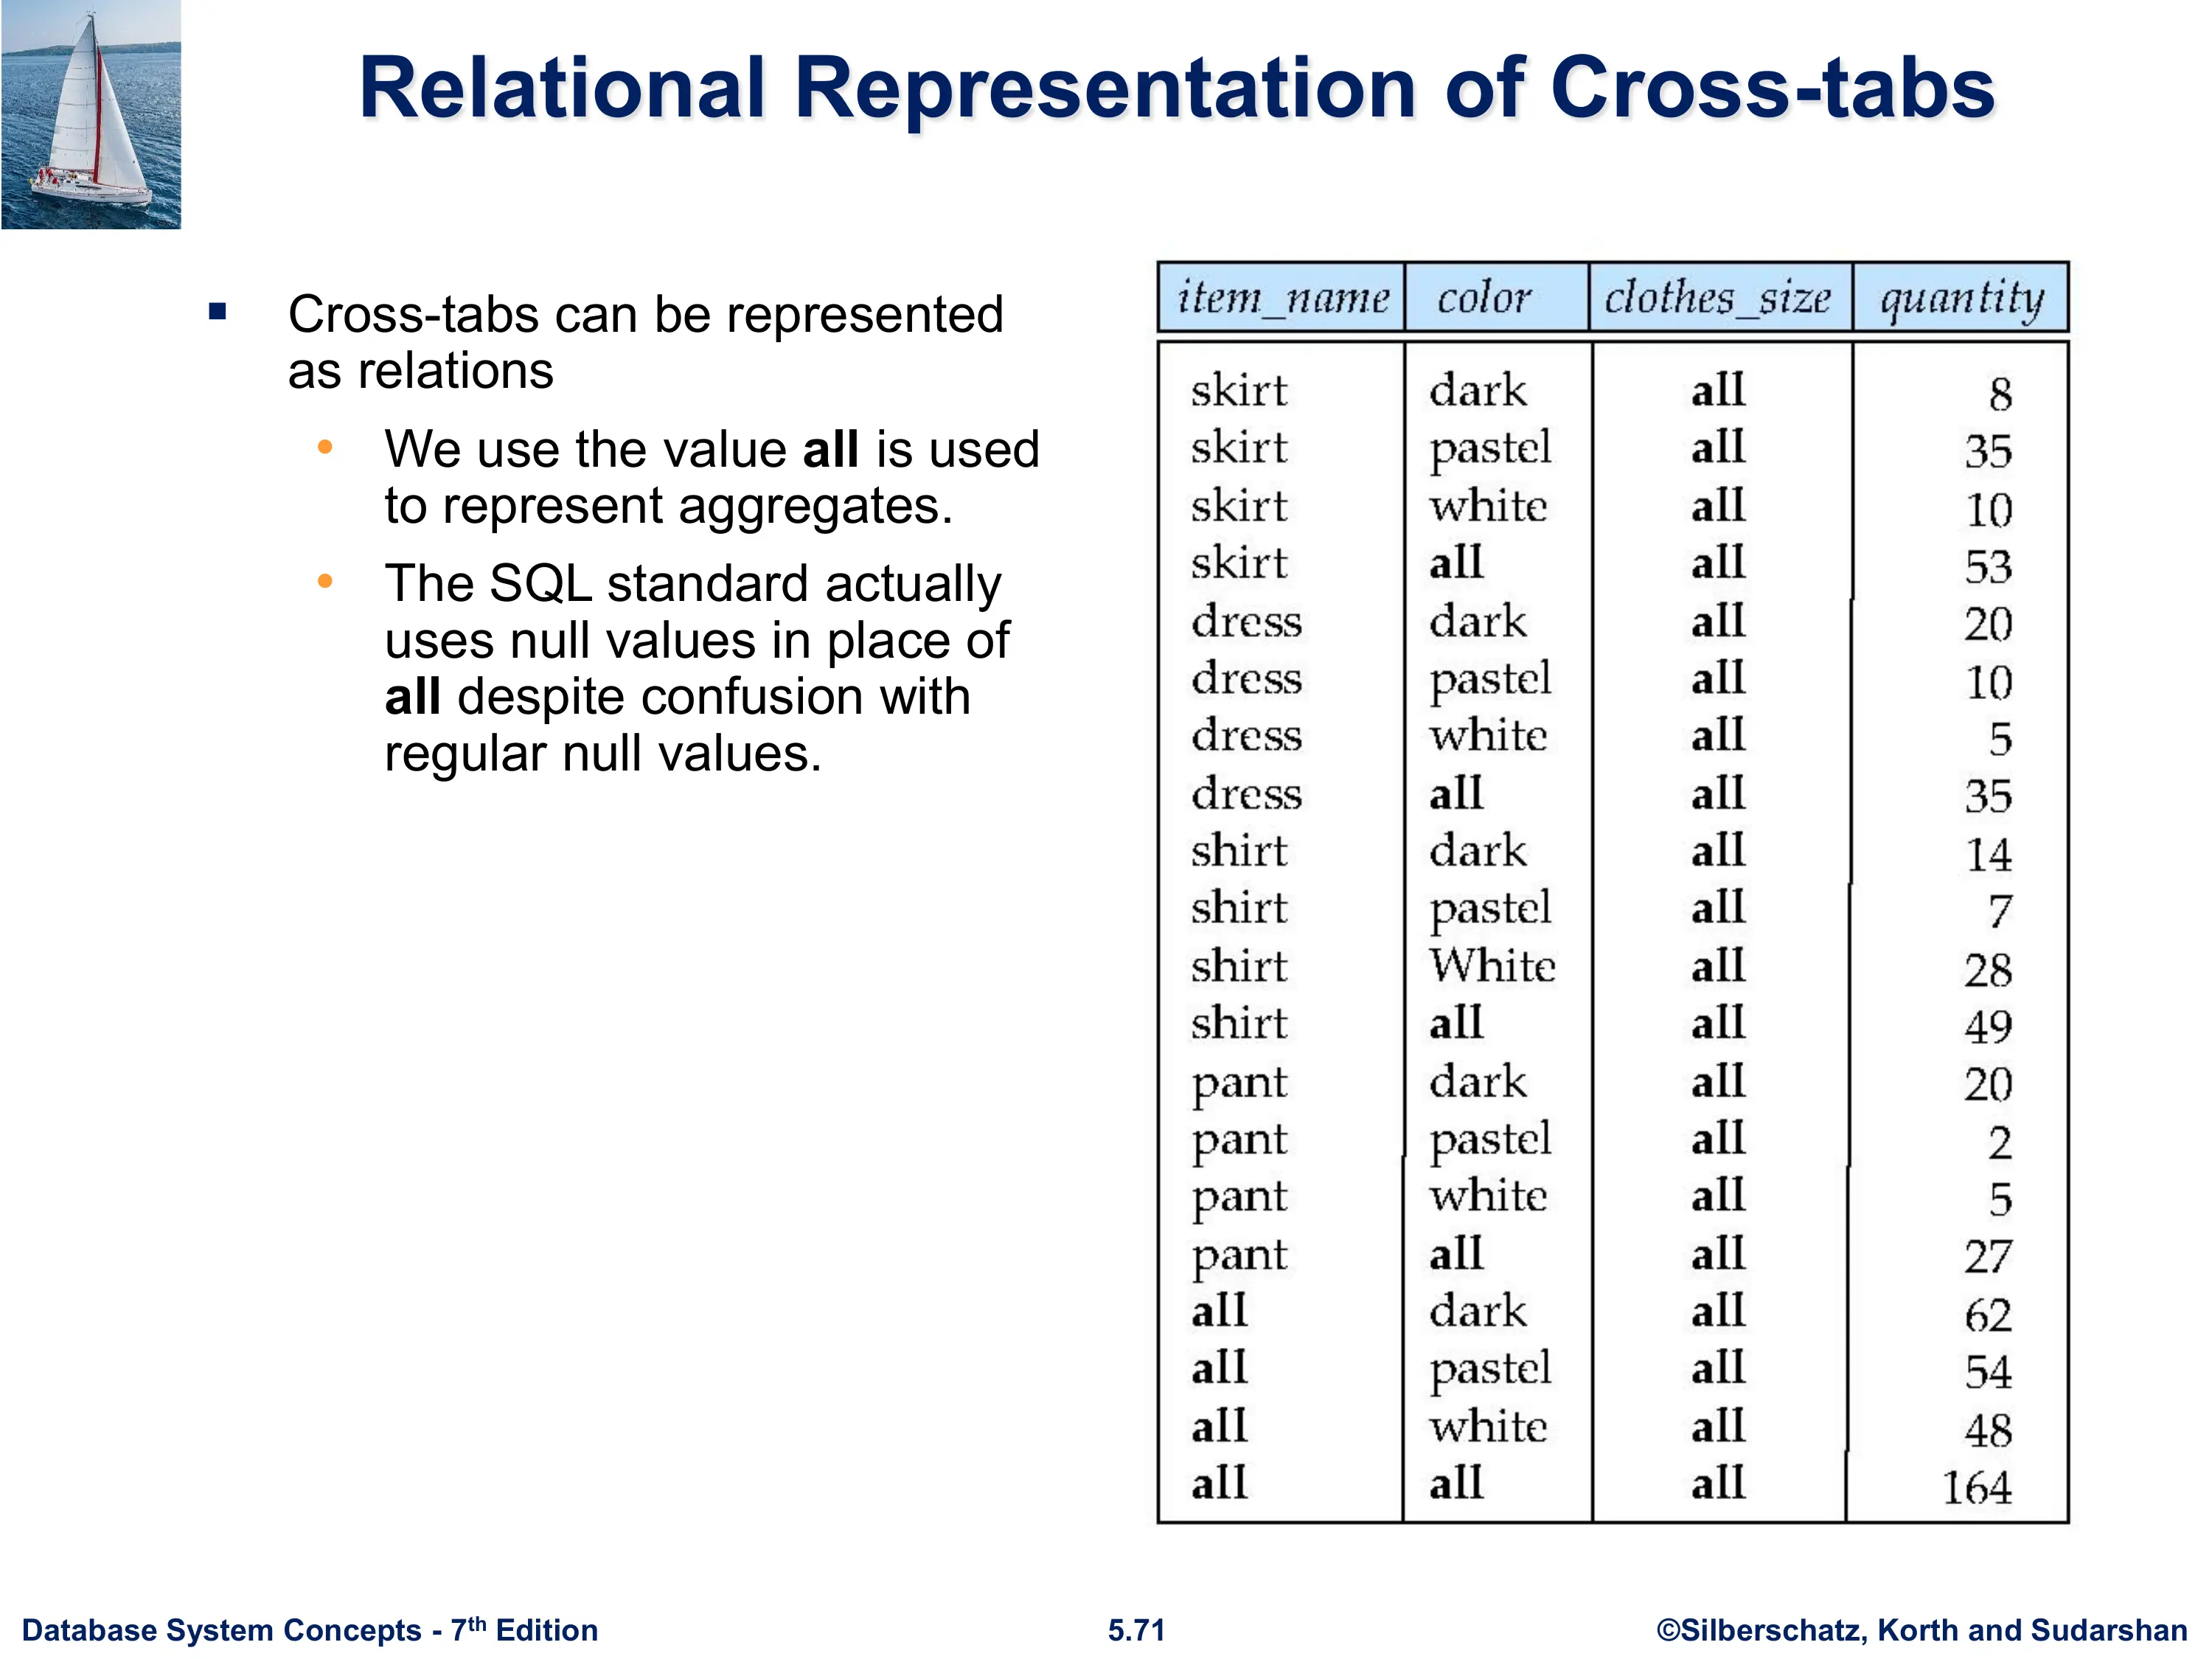 Relational Representation of Cross-tabs
▪ Cross-tabs can be represented
as relations
• We use the value all is used
to represent aggregates.
• The SQL standard actually
uses null values in place of
all despite confusion with
regular null values.
item_name color clothes_size quantity
skirt dark all 8
skirt pastel all 35
skirt white all 10
skirt all all 53
dress dark all 20
dress pastel all 10
dress white all 5
dress all all 35
shirt dark all 14
shirt pastel all 7
shirt White all 28
shirt all all 49
pant dark all 20
pant pastel all 2
pant white all 5
pant all all 27
all dark all 62
all pastel all 54
all white all 48
all all all 164
Database System Concepts - 7th Edition 5.71 ©Silberschatz, Korth and Sudarshan